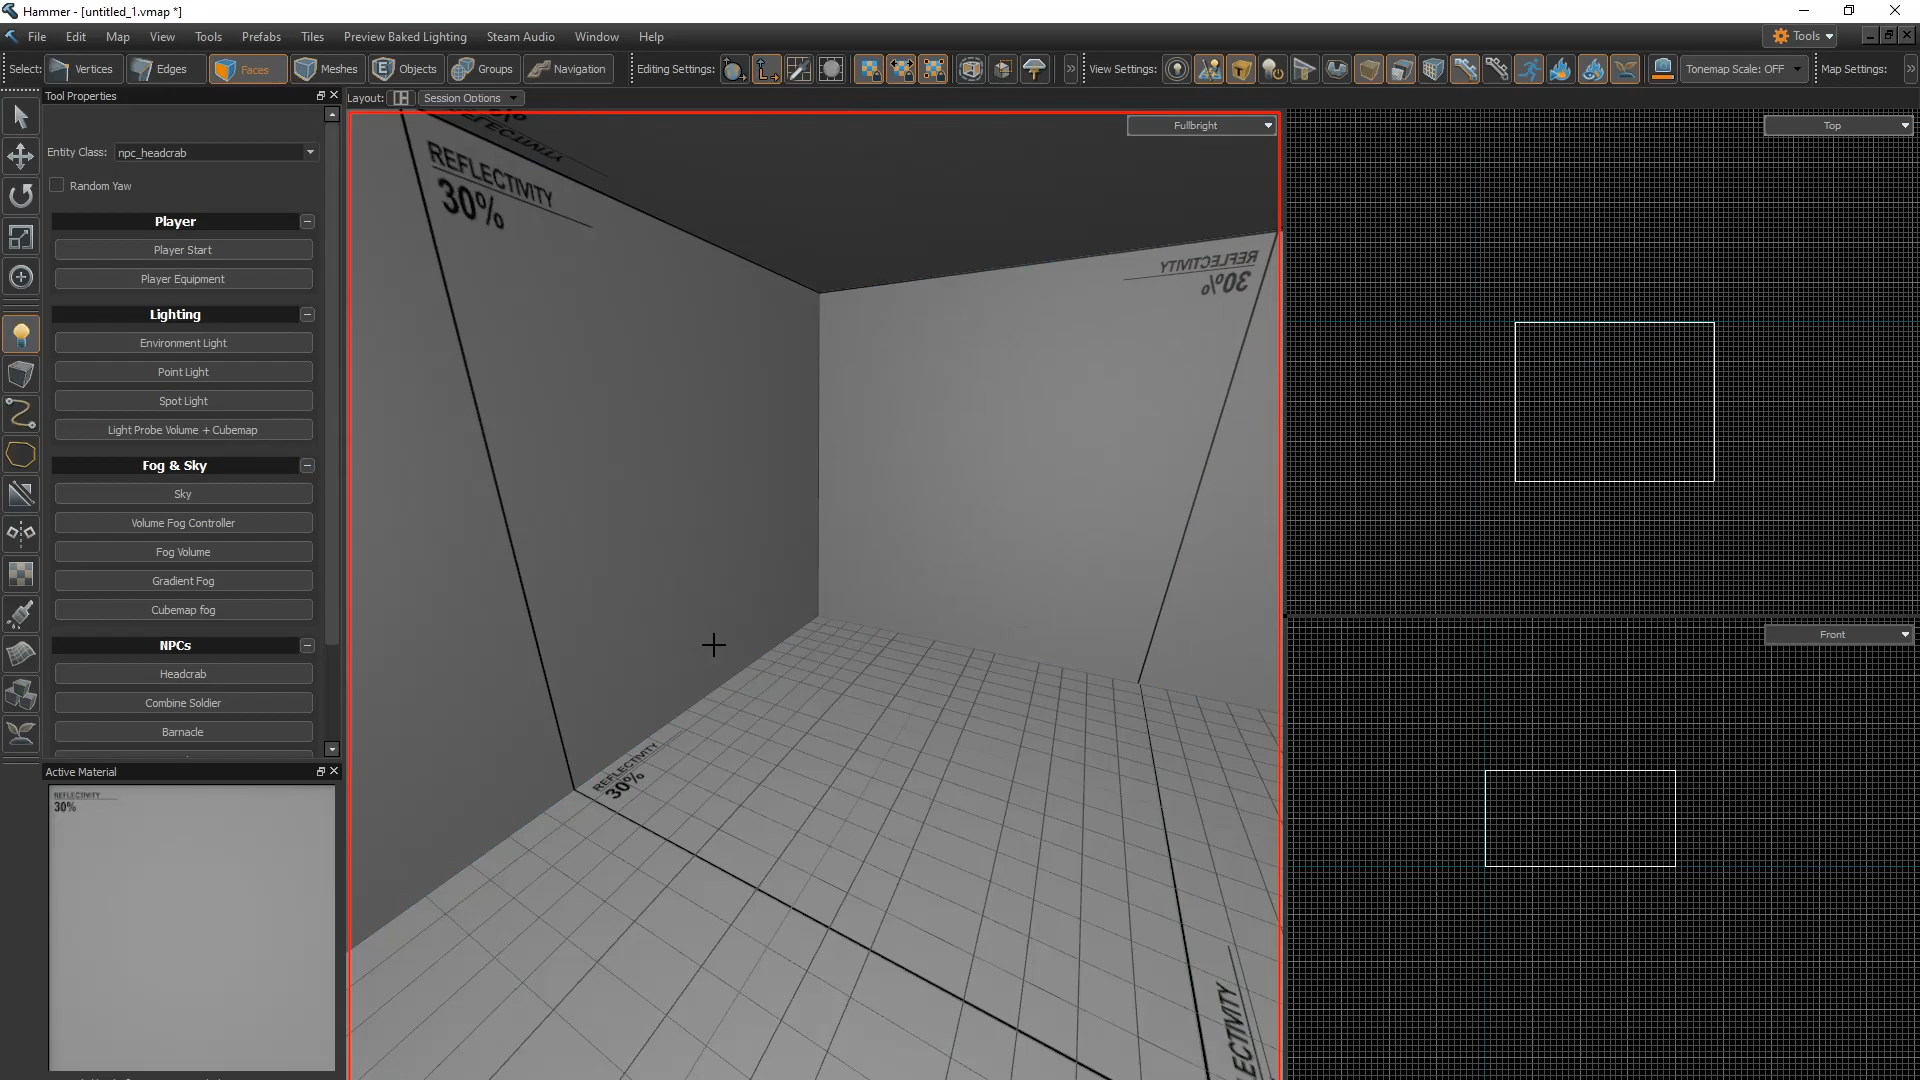 Hammer - [untitled_1.vmap *]
File Edit Map View Tools Prefabs Tiles Preview Baked Lighting Steam Audio Window Help
Tools
Select: Vertices Edges Faces Meshes Objects Groups Navigation Editing Settings: View Settings: Tonemap Scale: OFF Map Settings:
Tool Properties
Layout: Session Options
Entity Class: npc_headcrab
Random Yaw
Player
Player Start
Player Equipment
Lighting
Environment Light
Point Light
Spot Light
Light Probe Volume + Cubemap
Fog & Sky
Sky
Volume Fog Controller
Fog Volume
Gradient Fog
Cubemap fog
NPCs
Headcrab
Combine Soldier
Barnacle
Active Material
REFLECTIVITY
30%
Fullbright
REFLECTIVITY
30%
REFLECTIVITY
30%
REFLECTIVITY
30%
Top
Front